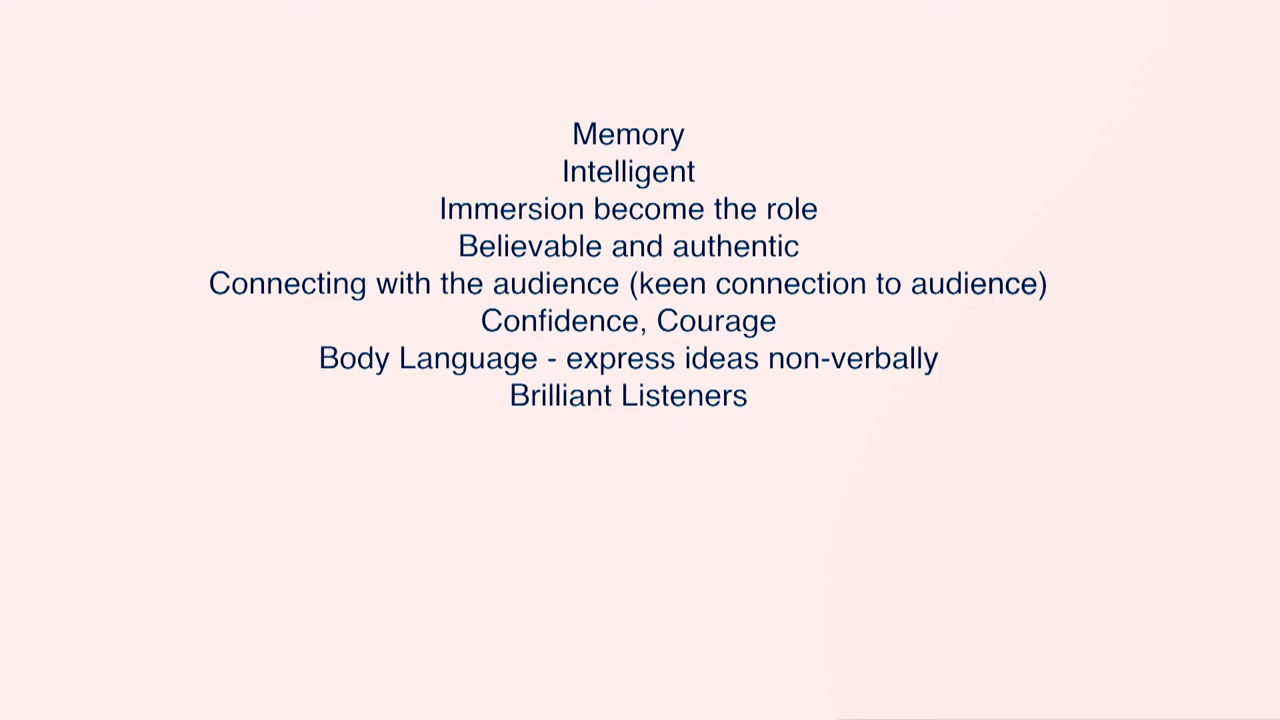 Memory
Intelligent
Immersion become the role
Believable and authentic
Connecting with the audience (keen connection to audience)
Confidence, Courage
Body Language - express ideas non-verbally
Brilliant Listeners